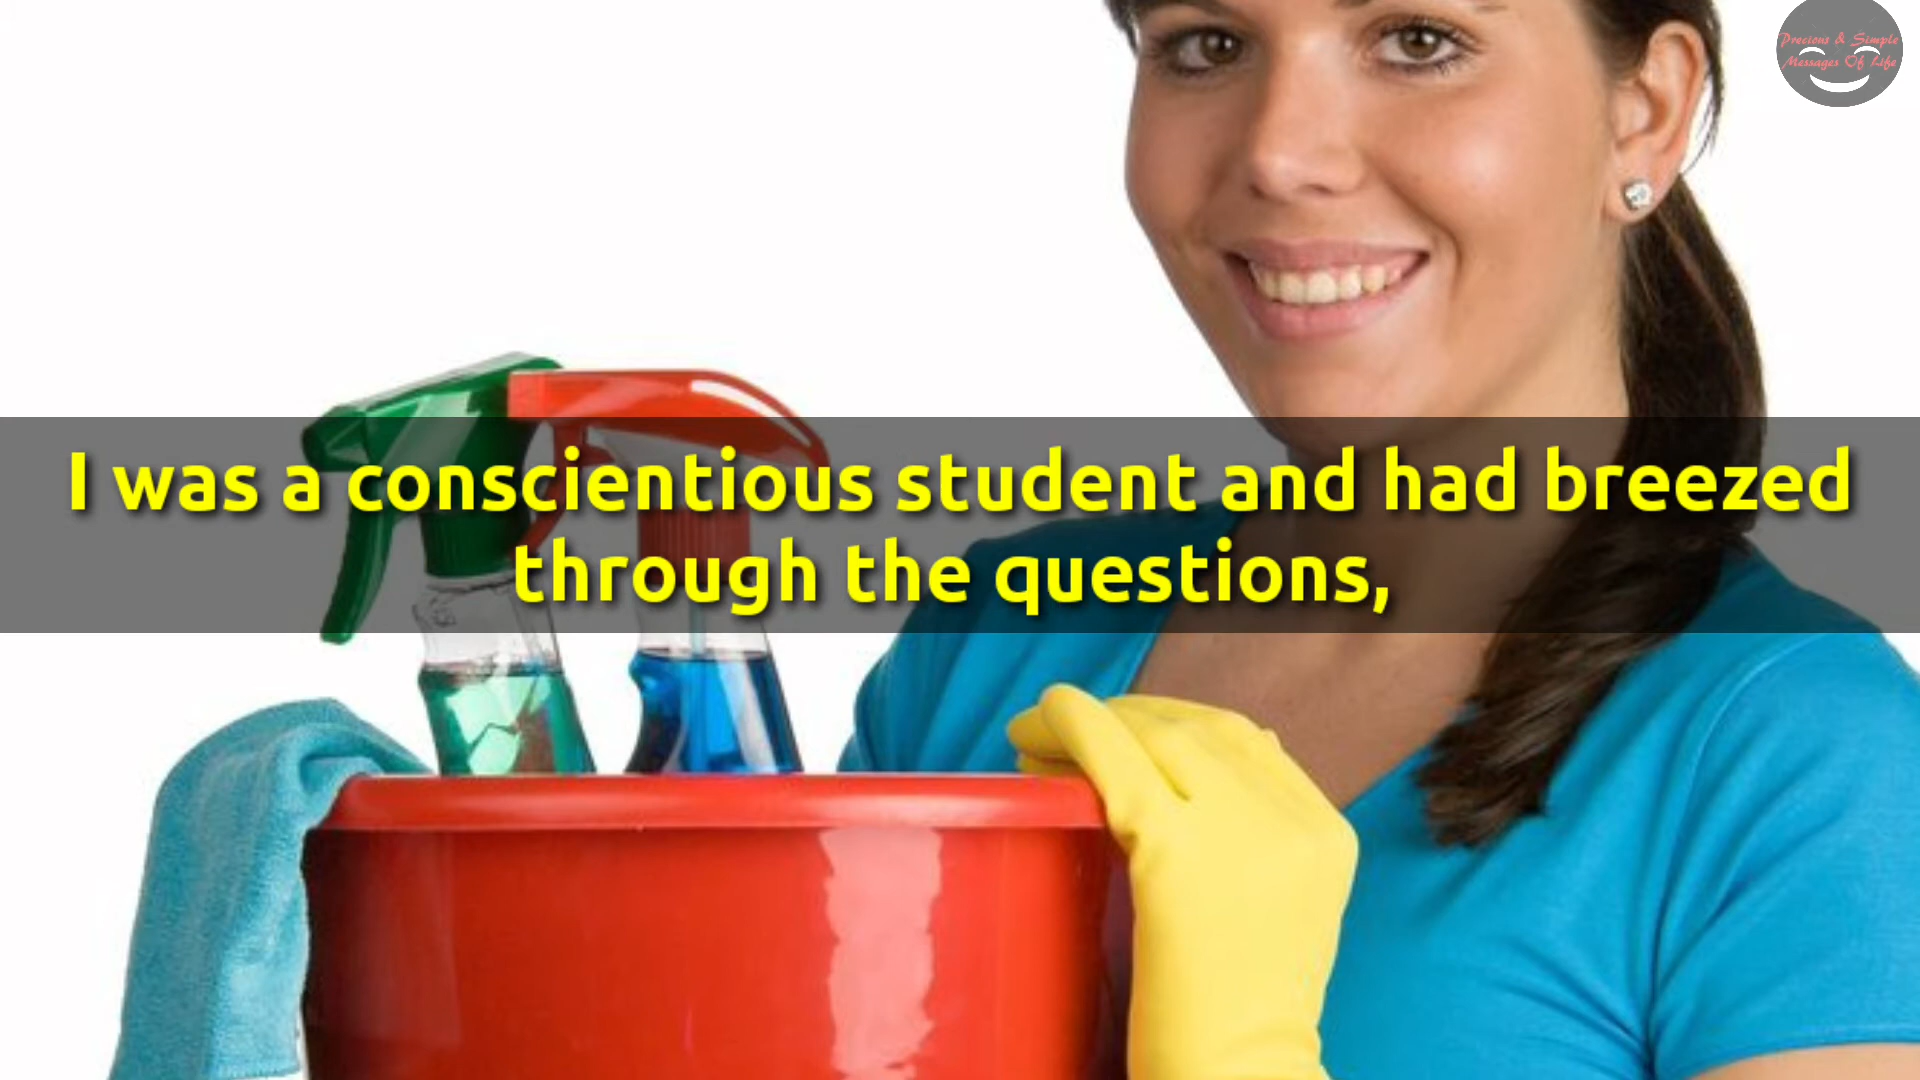 Precious & Simple
Messages Of Life
I was a conscientious student and had breezed
through the questions,